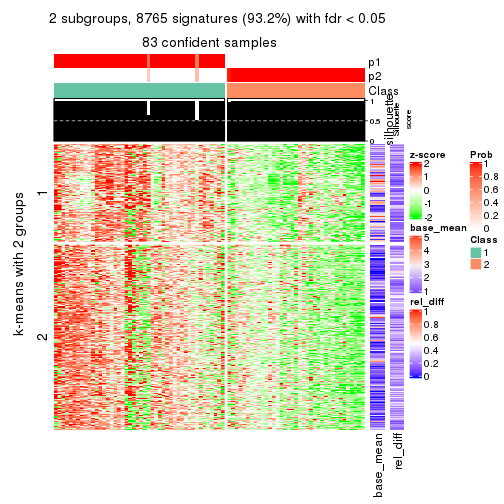 2 subgroups, 8765 signatures (93.2%) with fdr < 0.05
83 confident samples
p1
p2
Class
1
0.5
0
silhouette
Silhouette
score
k-means with 2 groups
1
2
base_mean
rel_diff
z-score
2
1
0
-1
-2
base_mean
5
4
3
2
1
rel_diff
1
0.8
0.6
0.4
0.2
0
Prob
1
0.8
0.6
0.4
0.2
0
Class
1
2